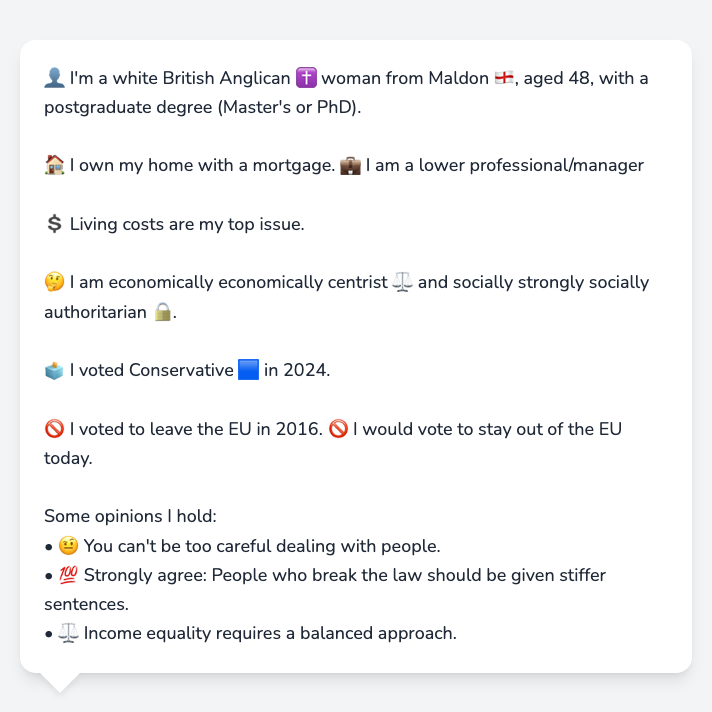 👤 I'm a white British Anglican ✝️ woman from Maldon 🏴󠁧󠁢󠁥󠁮󠁧󠁿, aged 48, with a
postgraduate degree (Master's or PhD).
🏠 I own my home with a mortgage. 💼 I am a lower professional/manager
💲 Living costs are my top issue.
🤔 I am economically economically centrist ⚖️ and socially strongly socially
authoritarian 🔒.
🗳️ I voted Conservative 🟦 in 2024.
🚫 I voted to leave the EU in 2016. 🚫 I would vote to stay out of the EU
today.
Some opinions I hold:
• 🤨 You can't be too careful dealing with people.
• 💯 Strongly agree: People who break the law should be given stiffer
sentences.
• ⚖️ Income equality requires a balanced approach.